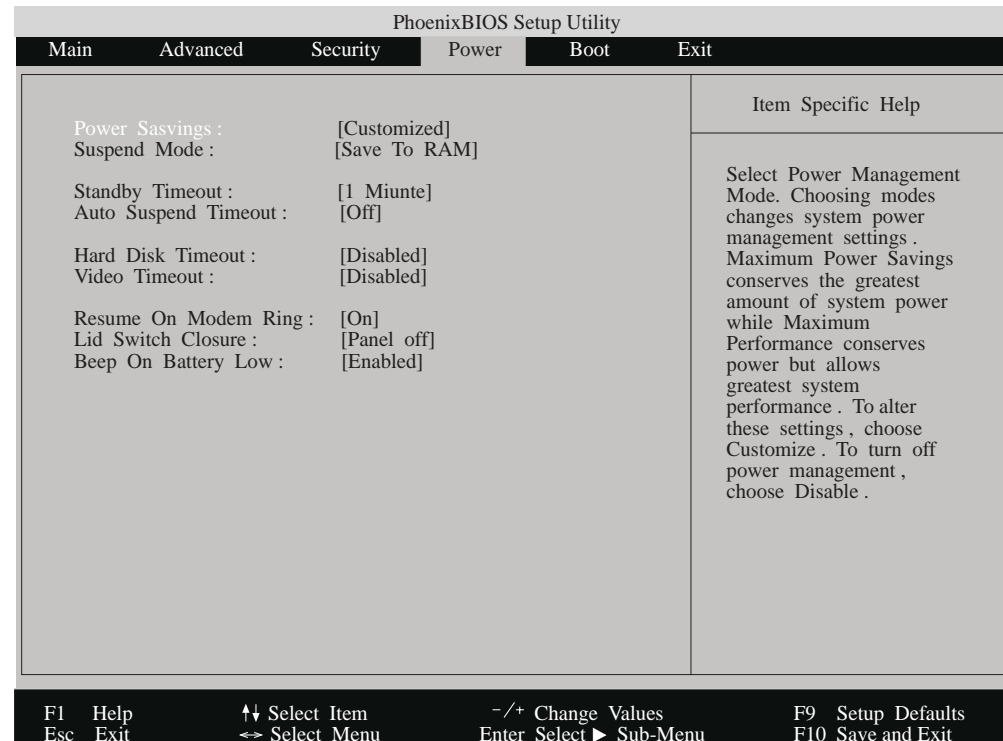 PhoenixBIOS Setup Utility
Main Advanced Security Power Boot Exit
Power Sasvings : [Customized]
Suspend Mode : [Save To RAM]
Standby Timeout : [1 Miunte]
Auto Suspend Timeout : [Off]
Hard Disk Timeout : [Disabled]
Video Timeout : [Disabled]
Resume On Modem Ring : [On]
Lid Switch Closure : [Panel off]
Beep On Battery Low : [Enabled]
Item Specific Help
Select Power Management
Mode. Choosing modes
changes system power
management settings .
Maximum Power Savings
conserves the greatest
amount of system power
while Maximum
Performance conserves
power but allows
greatest system
performance . To alter
these settings , choose
Customize . To turn off
power management ,
choose Disable .
F1 Help ↑↓ Select Item -/+ Change Values F9 Setup Defaults
Esc Exit ↔ Select Menu Enter Select ▶ Sub-Menu F10 Save and Exit